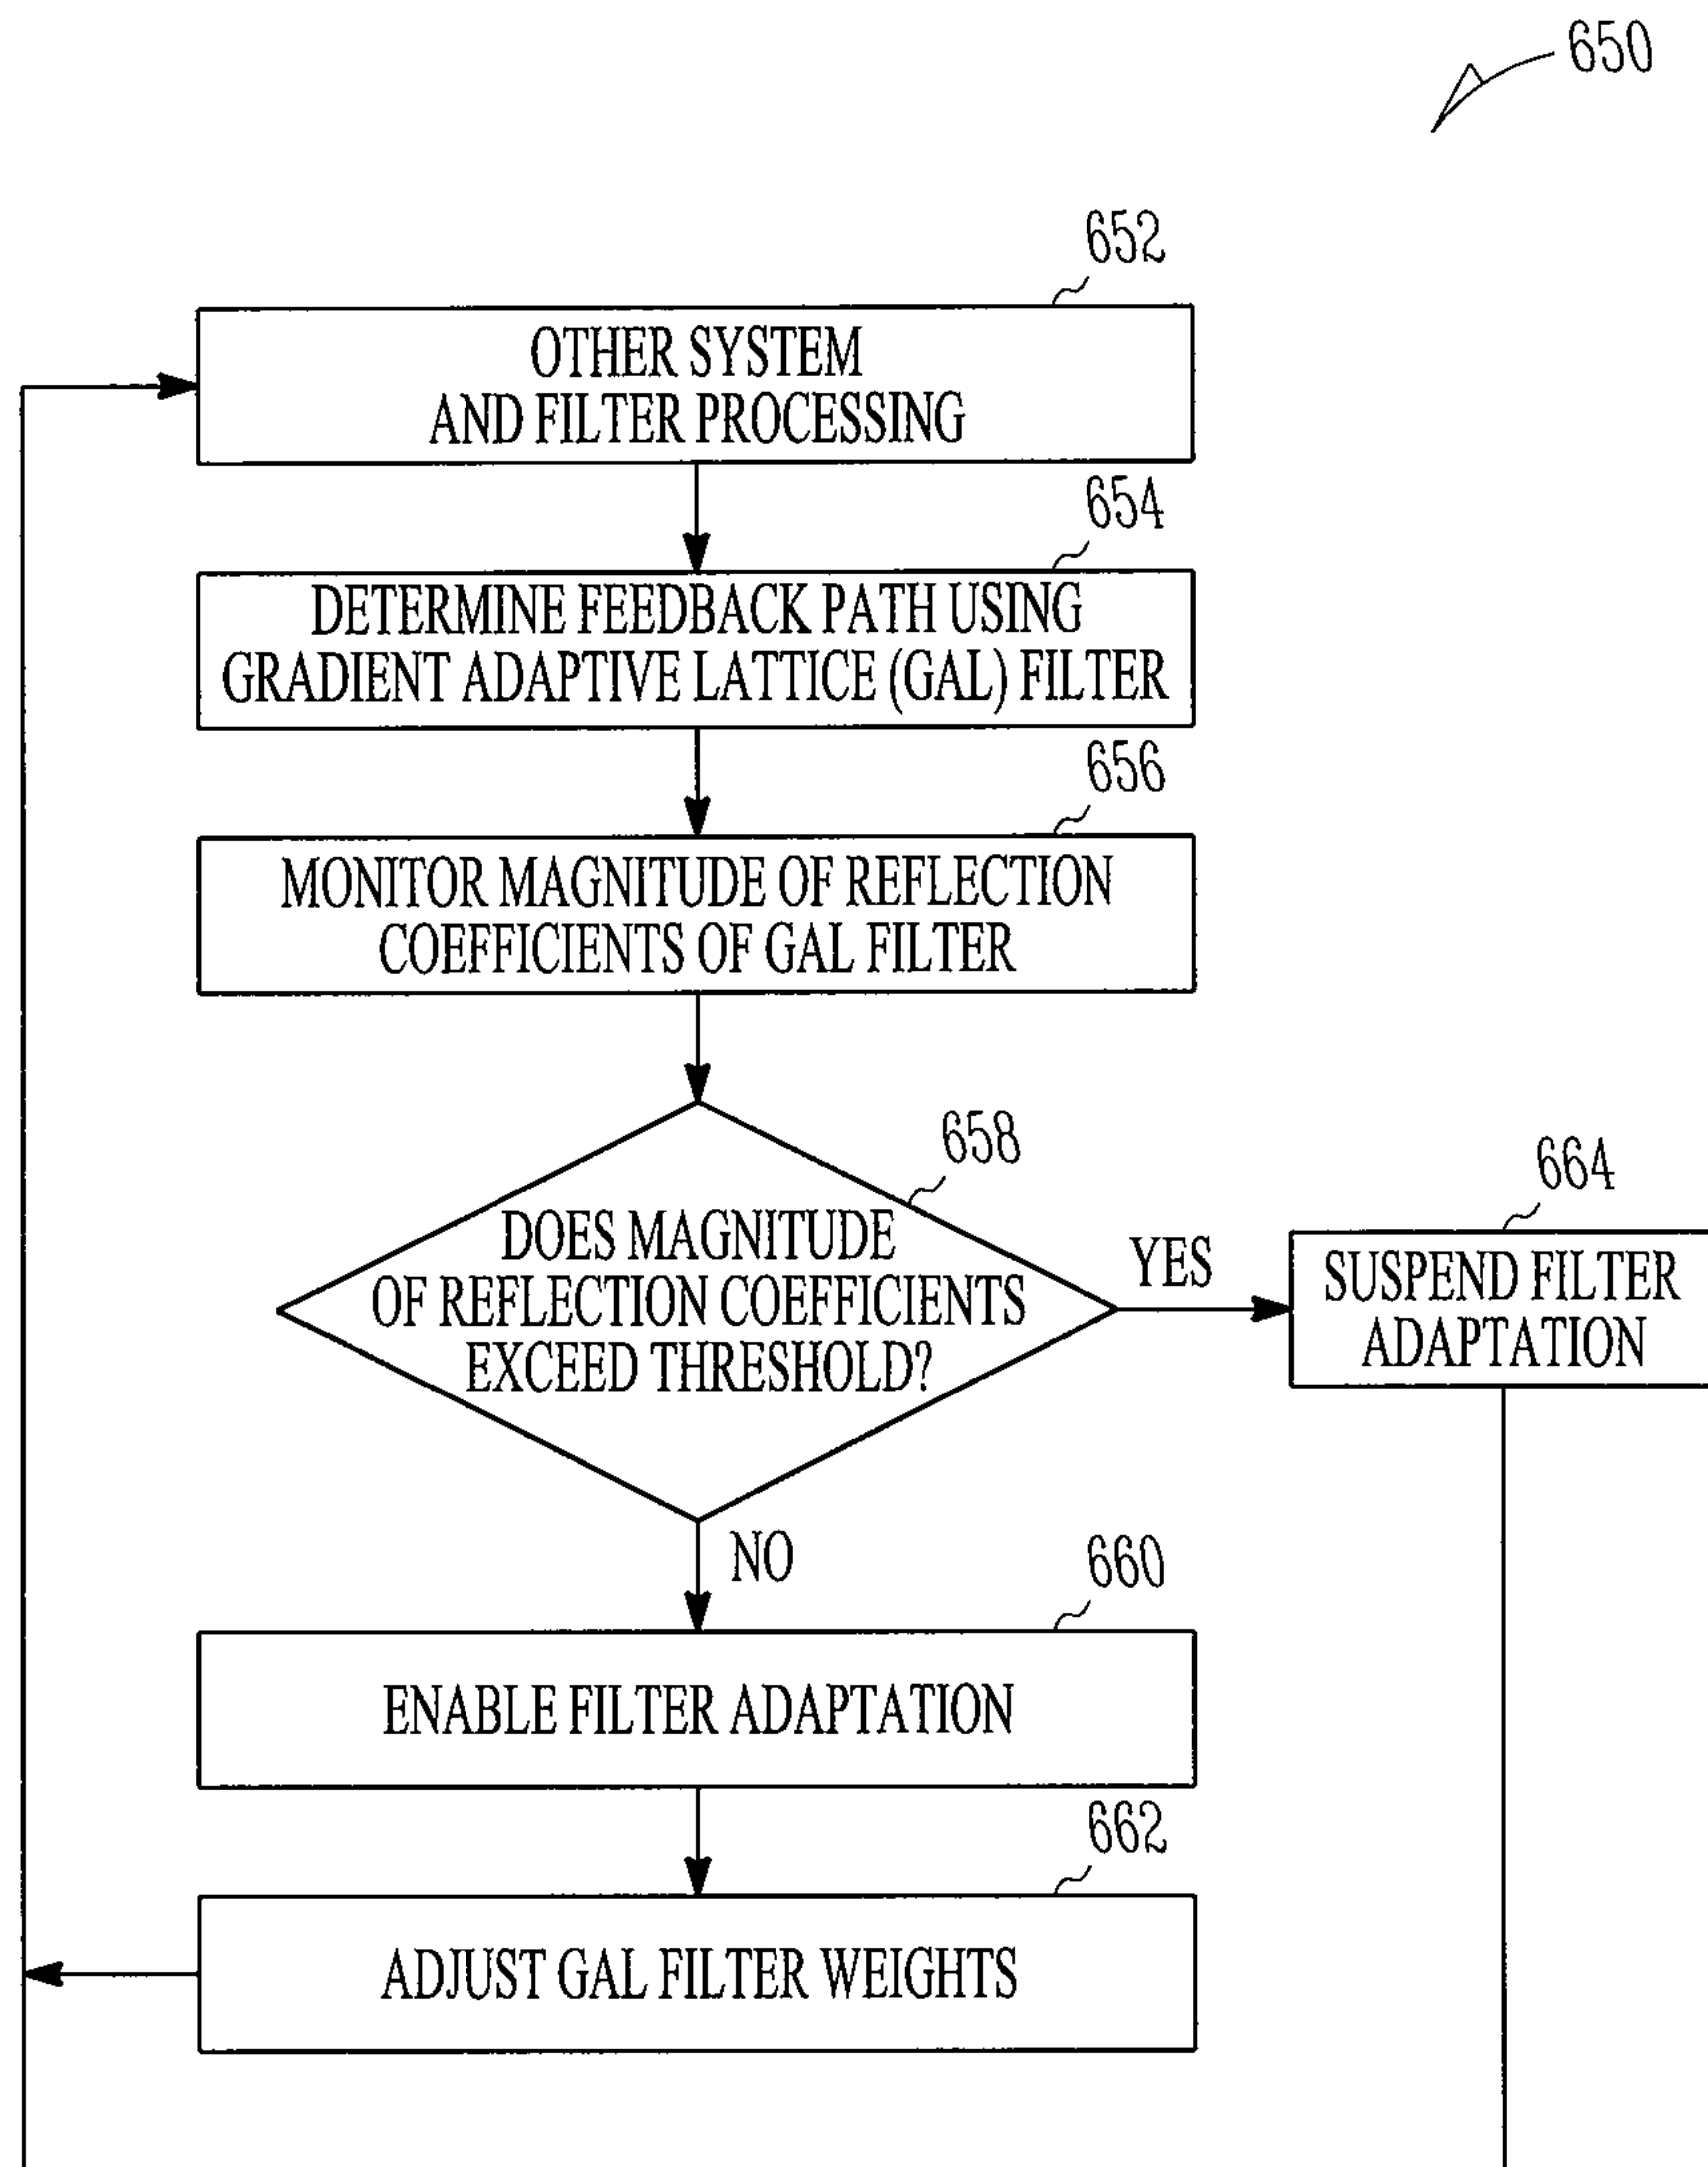 650
652
OTHER SYSTEM
AND FILTER PROCESSING
654
DETERMINE FEEDBACK PATH USING
GRADIENT ADAPTIVE LATTICE (GAL) FILTER
656
MONITOR MAGNITUDE OF REFLECTION
COEFFICIENTS OF GAL FILTER
658
DOES MAGNITUDE
OF REFLECTION COEFFICIENTS
EXCEED THRESHOLD?
YES
664
SUSPEND FILTER
ADAPTATION
NO
660
ENABLE FILTER ADAPTATION
662
ADJUST GAL FILTER WEIGHTS